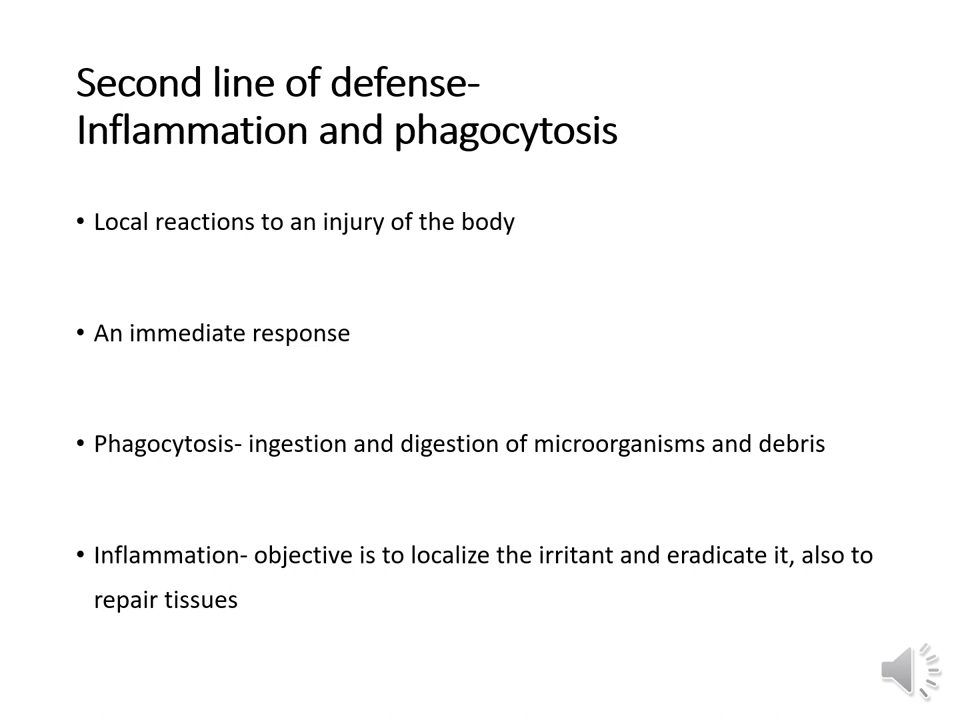 Second line of defense-
Inflammation and phagocytosis
• Local reactions to an injury of the body
• An immediate response
• Phagocytosis- ingestion and digestion of microorganisms and debris
• Inflammation- objective is to localize the irritant and eradicate it, also to
repair tissues